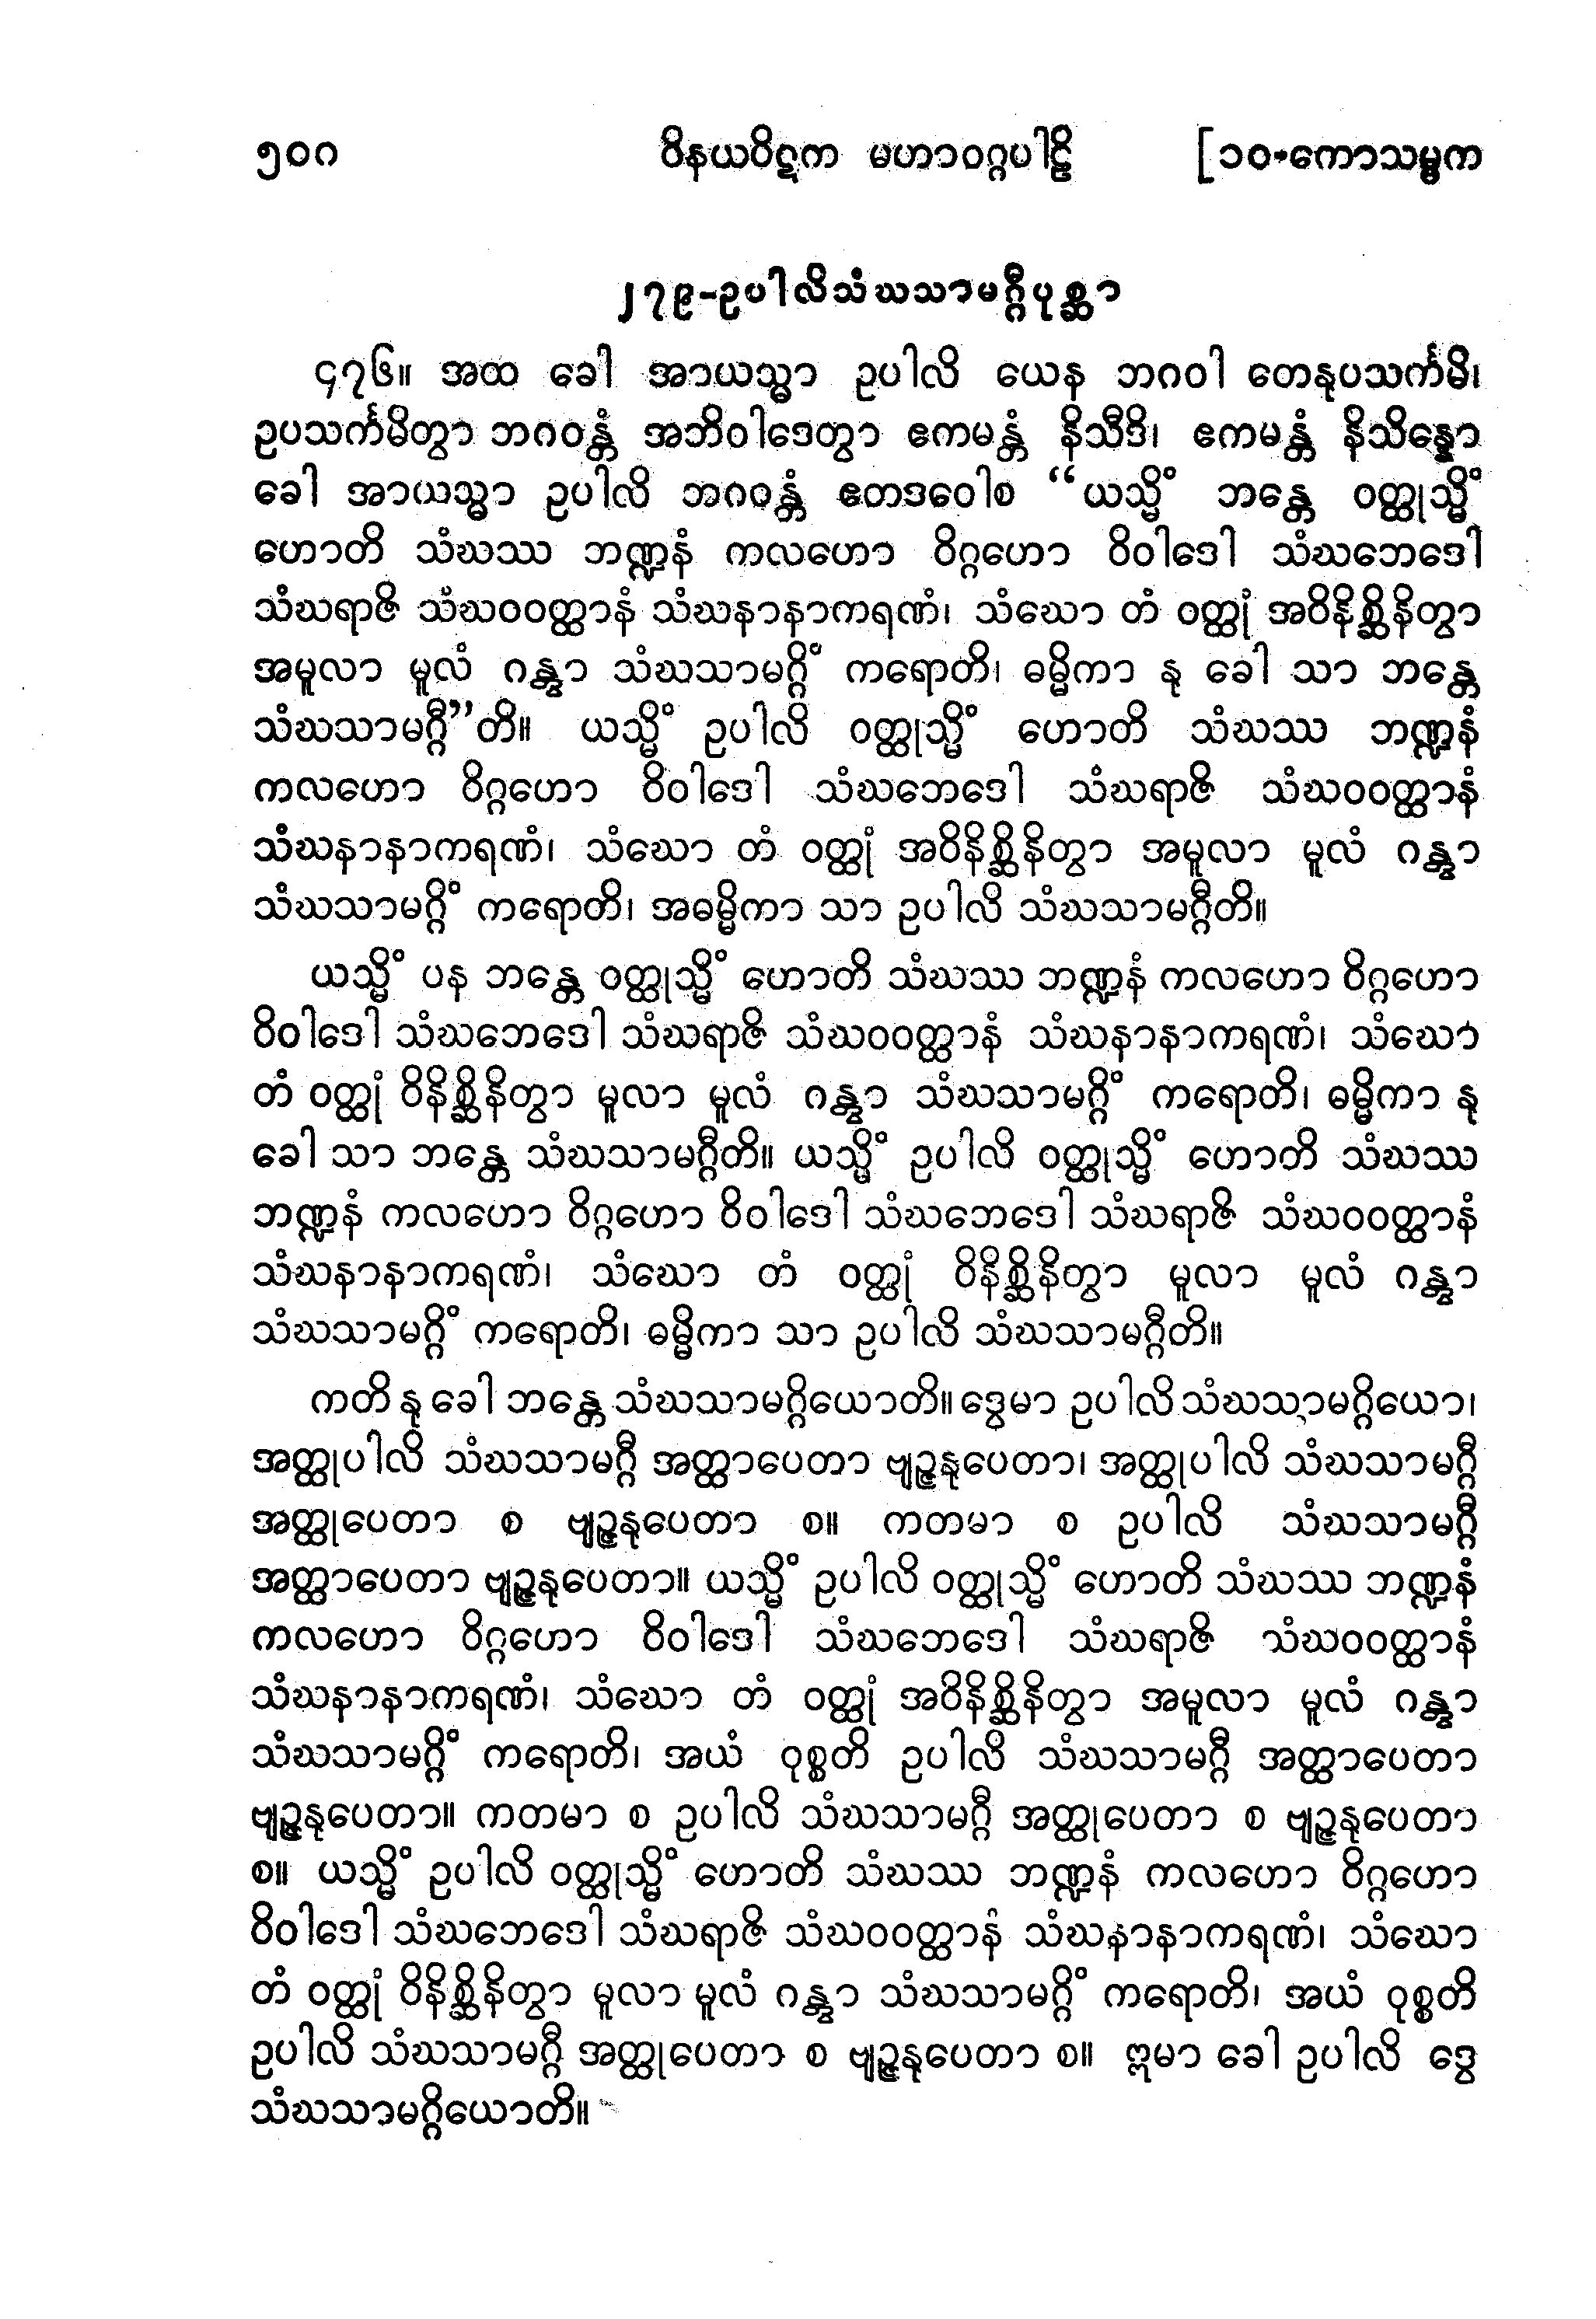 ၅၀၈ ဝိနယပိဋက မဟာဝဂ္ဂပါဠိ [၁၀-ကောသမ္ဗက
၂၇၉-ဥပါလိသံဃသာမဂ္ဂီပုစ္ဆာ
၄၇၆။ အထ ခေါ အာယသ္မာ ဥပါလိ ယေန ဘဂဝါ တေနုပသင်္ကမိ၊
ဥပသင်္ကမိတွာ ဘဂဝန္တံ အဘိဝါဒေတွာ ဧကမန္တံ နိသီဒိ၊ ဧကမန္တံ နိသိန္နော
ခေါ အာယသ္မာ ဥပါလိ ဘဂဝန္တံ ဧတဒဝေါစ “ယသ္မိံ ဘန္တေ ဝတ္ထုသ္မိံ
ဟောတိ သံဃဿ ဘဏ္ဍနံ ကလဟော ဝိဂ္ဂဟော ဝိဝါဒေါ သံဃဘေဒေါ
သံဃရာဇိ သံဃဝဝတ္ထာနံ သံဃနာနာကရဏံ၊ သံဃော တံ ဝတ္ထုံ အဝိနိစ္ဆိနိတွာ
အမူလာ မူလံ ဂန္တွာ သံဃသာမဂ္ဂိံ ကရောတိ၊ ဓမ္မိကာ နု ခေါ သာ ဘန္တေ
သံဃသာမဂ္ဂီ”တိ။ ယသ္မိံ ဥပါလိ ဝတ္ထုသ္မိံ ဟောတိ သံဃဿ ဘဏ္ဍနံ
ကလဟော ဝိဂ္ဂဟော ဝိဝါဒေါ သံဃဘေဒေါ သံဃရာဇိ သံဃဝဝတ္ထာနံ
သံဃနာနာကရဏံ၊ သံဃော တံ ဝတ္ထုံ အဝိနိစ္ဆိနိတွာ အမူလာ မူလံ ဂန္တွာ
သံဃသာမဂ္ဂိံ ကရောတိ၊ အဓမ္မိကာ သာ ဥပါလိ သံဃသာမဂ္ဂီတိ။
ယသ္မိံ ပန ဘန္တေ ဝတ္ထုသ္မိံ ဟောတိ သံဃဿ ဘဏ္ဍနံ ကလဟော ဝိဂ္ဂဟော
ဝိဝါဒေါ သံဃဘေဒေါ သံဃရာဇိ သံဃဝဝတ္ထာနံ သံဃနာနာကရဏံ၊ သံဃော
တံ ဝတ္ထုံ ဝိနိစ္ဆိနိတွာ မူလာ မူလံ ဂန္တွာ သံဃသာမဂ္ဂိံ ကရောတိ၊ ဓမ္မိကာ နု
ခေါ သာ ဘန္တေ သံဃသာမဂ္ဂီတိ။ ယသ္မိံ ဥပါလိ ဝတ္ထုသ္မိံ ဟောတိ သံဃဿ
ဘဏ္ဍနံ ကလဟော ဝိဂ္ဂဟော ဝိဝါဒေါ သံဃဘေဒေါ သံဃရာဇိ သံဃဝဝတ္ထာနံ
သံဃနာနာကရဏံ၊ သံဃော တံ ဝတ္ထုံ ဝိနိစ္ဆိနိတွာ မူလာ မူလံ ဂန္တွာ
သံဃသာမဂ္ဂိံ ကရောတိ၊ ဓမ္မိကာ သာ ဥပါလိ သံဃသာမဂ္ဂီတိ။
ကတိ နု ခေါ ဘန္တေ သံဃသာမဂ္ဂိယောတိ။ ဒွေမာ ဥပါလိ သံဃသာမဂ္ဂိယော၊
အတ္ထုပါလိ သံဃသာမဂ္ဂီ အတ္ထာပေတာ ဗျဉ္ဇနုပေတာ၊ အတ္ထုပါလိ သံဃသာမဂ္ဂီ
အတ္ထုပေတာ စ ဗျဉ္ဇနုပေတာ စ။ ကတမာ စ ဥပါလိ သံဃသာမဂ္ဂီ
အတ္ထာပေတာ ဗျဉ္ဇနုပေတာ။ ယသ္မိံ ဥပါလိ ဝတ္ထုသ္မိံ ဟောတိ သံဃဿ ဘဏ္ဍနံ
ကလဟော ဝိဂ္ဂဟော ဝိဝါဒေါ သံဃဘေဒေါ သံဃရာဇိ သံဃဝဝတ္ထာနံ
သံဃနာနာကရဏံ၊ သံဃော တံ ဝတ္ထုံ အဝိနိစ္ဆိနိတွာ အမူလာ မူလံ ဂန္တွာ
သံဃသာမဂ္ဂိံ ကရောတိ၊ အယံ ဝုစ္စတိ ဥပါလိ သံဃသာမဂ္ဂီ အတ္ထာပေတာ
ဗျဉ္ဇနုပေတာ။ ကတမာ စ ဥပါလိ သံဃသာမဂ္ဂီ အတ္ထုပေတာ စ ဗျဉ္ဇနုပေတာ
စ။ ယသ္မိံ ဥပါလိ ဝတ္ထုသ္မိံ ဟောတိ သံဃဿ ဘဏ္ဍနံ ကလဟော ဝိဂ္ဂဟော
ဝိဝါဒေါ သံဃဘေဒေါ သံဃရာဇိ သံဃဝဝတ္ထာနံ သံဃနာနာကရဏံ၊ သံဃော
တံ ဝတ္ထုံ ဝိနိစ္ဆိနိတွာ မူလာ မူလံ ဂန္တွာ သံဃသာမဂ္ဂိံ ကရောတိ၊ အယံ ဝုစ္စတိ
ဥပါလိ သံဃသာမဂ္ဂီ အတ္ထုပေတာ စ ဗျဉ္ဇနုပေတာ စ။ ဣမာ ခေါ ဥပါလိ ဒွေ
သံဃသာမဂ္ဂိယောတိ။